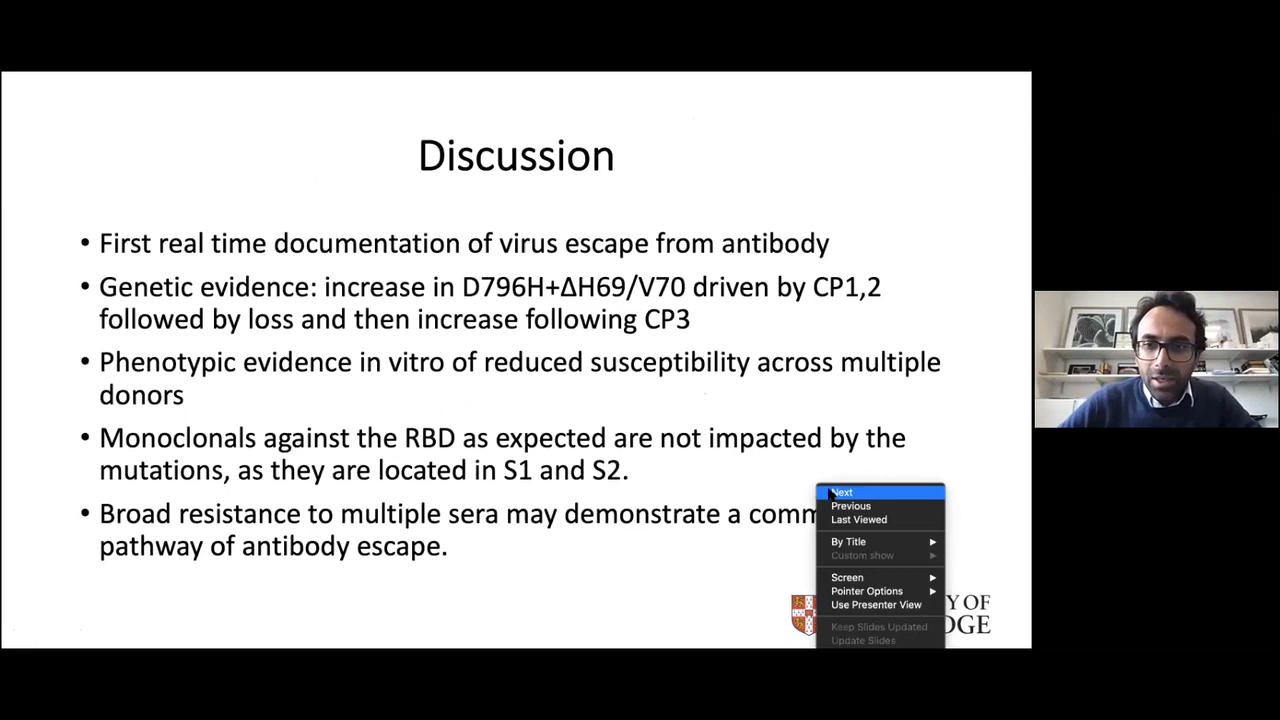 Discussion
• First real time documentation of virus escape from antibody
• Genetic evidence: increase in D796H+ΔH69/V70 driven by CP1,2
followed by loss and then increase following CP3
• Phenotypic evidence in vitro of reduced susceptibility across multiple
donors
• Monoclonals against the RBD as expected are not impacted by the
mutations, as they are located in S1 and S2.
• Broad resistance to multiple sera may demonstrate a comm
pathway of antibody escape.
Next
Previous
Last Viewed
By Title
Custom show
Screen
Pointer Options
Use Presenter View
Keep Slides Updated
Update Slides
Y OF
DGE